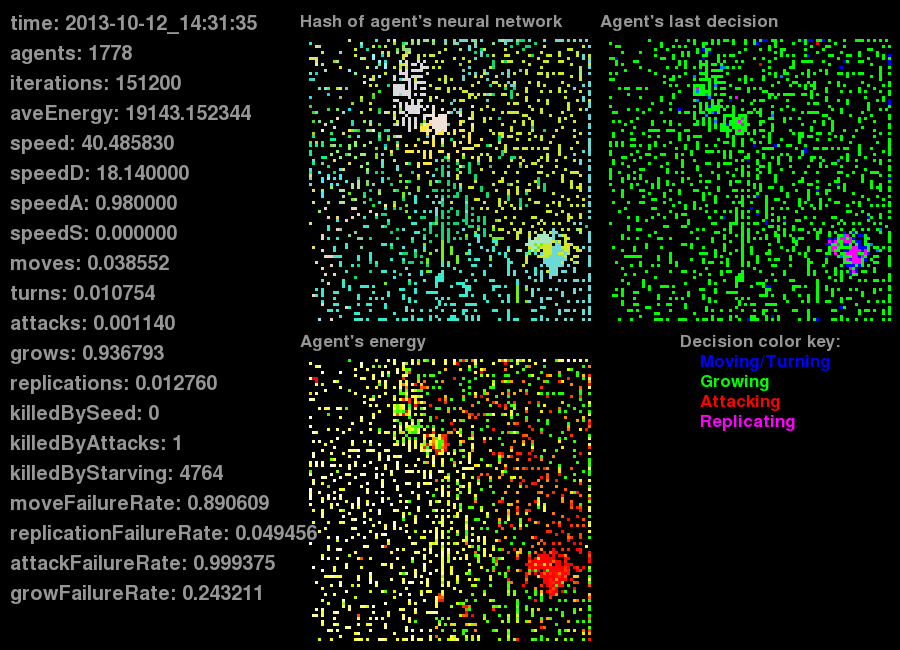 time: 2013-10-12_14:31:35
agents: 1778
iterations: 151200
aveEnergy: 19143.152344
speed: 40.485830
speedD: 18.140000
speedA: 0.980000
speedS: 0.000000
moves: 0.038552
turns: 0.010754
attacks: 0.001140
grows: 0.936793
replications: 0.012760
killedBySeed: 0
killedByAttacks: 1
killedByStarving: 4764
moveFailureRate: 0.890609
replicationFailureRate: 0.049456
attackFailureRate: 0.999375
growFailureRate: 0.243211
Hash of agent's neural network
Agent's last decision
Agent's energy
Decision color key:
Moving/Turning
Growing
Attacking
Replicating